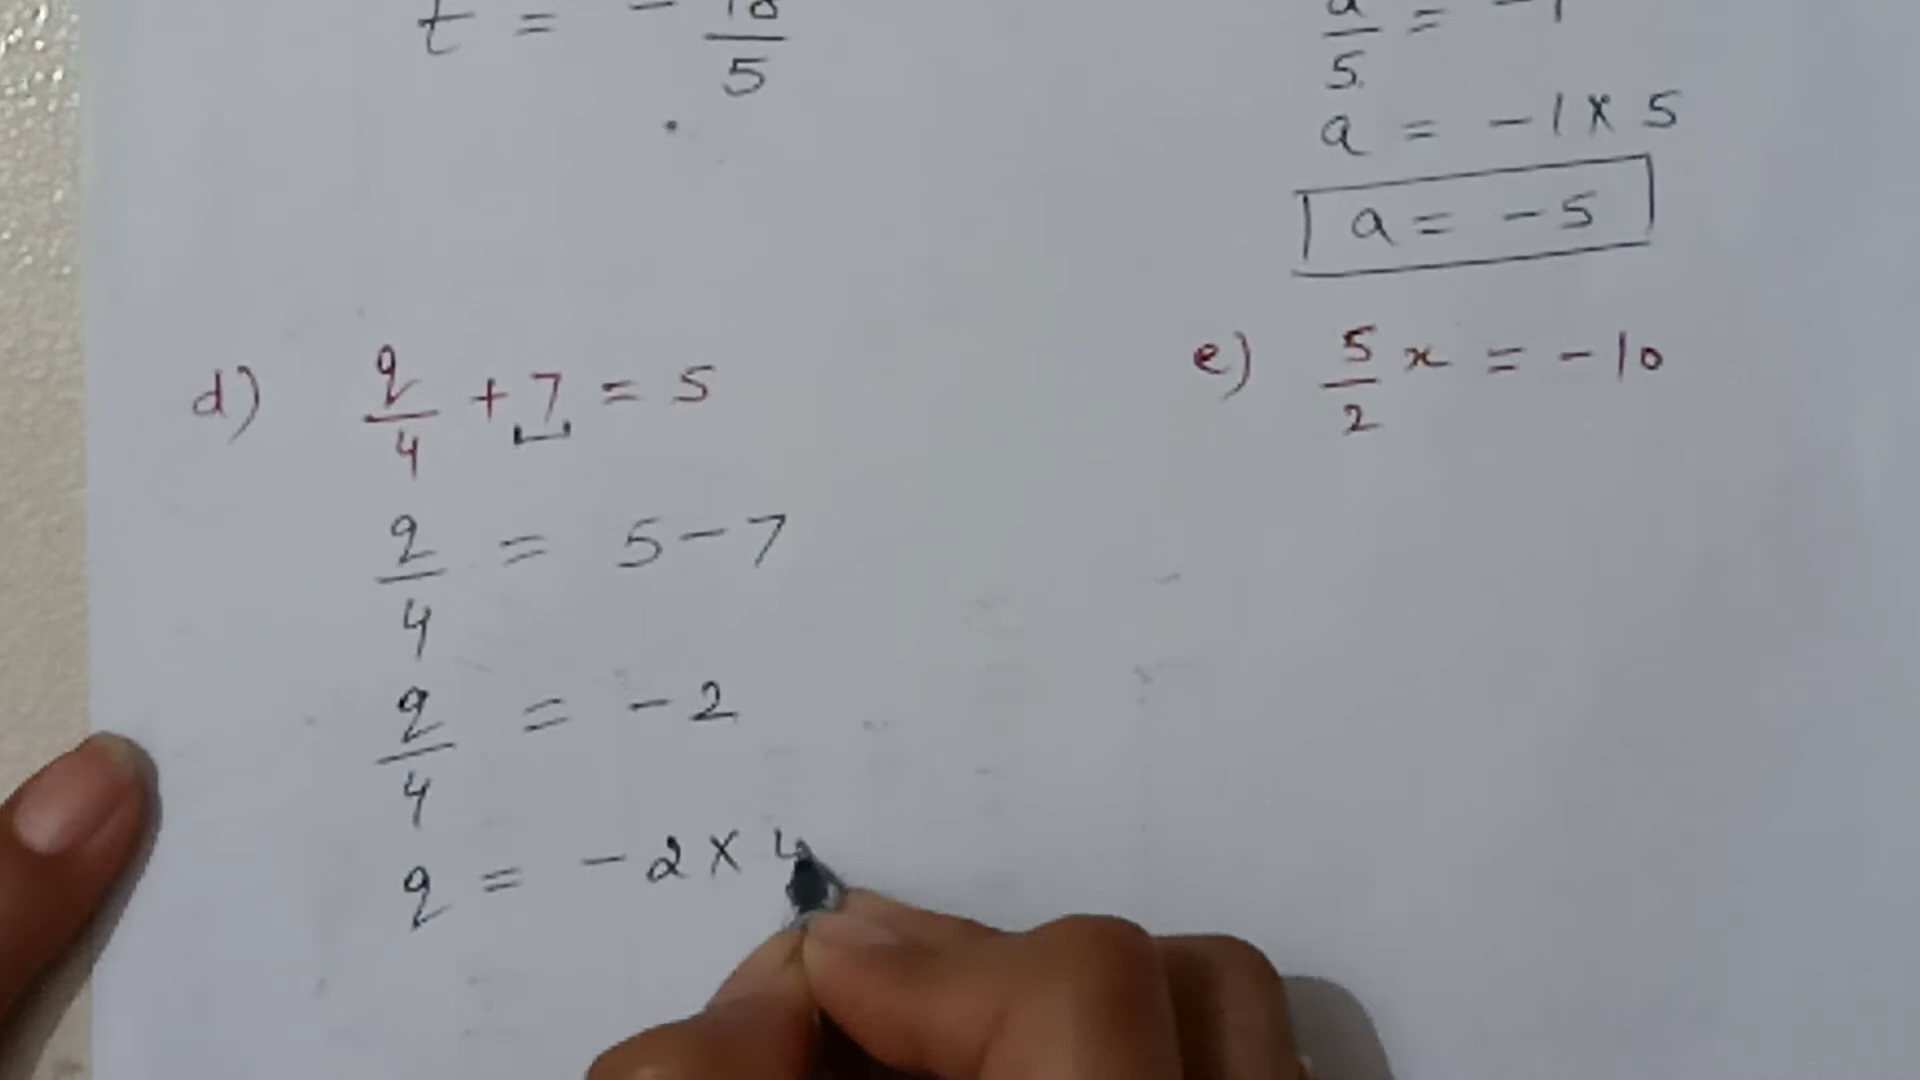 t = - 18/5
a/5 = -1
a = -1 × 5
a = -5
d) q/4 + 7 = 5
q/4 = 5 - 7
q/4 = -2
q = -2 × 4
e) 5/2 x = -10